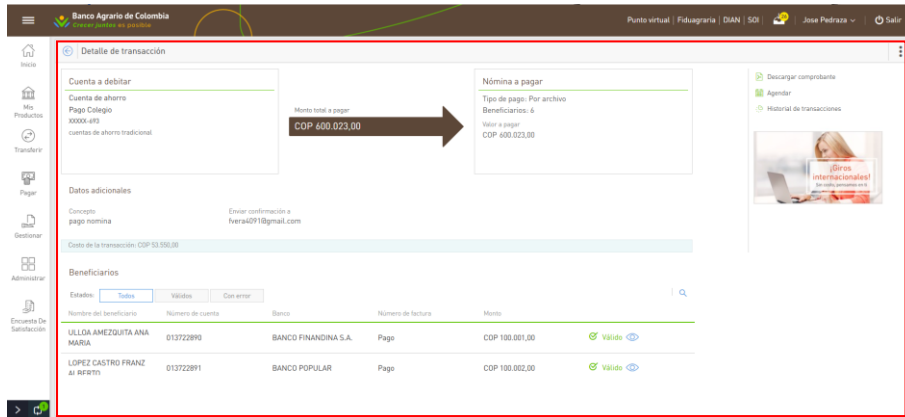 Banco Agrario de Colombia
Crecer juntos es posible
Punto virtual | Fiduagraria | DIAN | SOI |
Jose Pedraza
Salir
Inicio
Mis
Productos
Transferir
Pagar
Gestionar
Administrar
Encuesta De
Satisfacción
Detalle de transacción
Cuenta a debitar
Cuenta de ahorro
Pago Colegio
XXXXX-693
cuentas de ahorro tradicional
Monto total a pagar
COP 600.023,00
Nómina a pagar
Tipo de pago: Por archivo
Beneficiarios: 6
Valor a pagar
COP 600.023,00
Descargar comprobante
Agendar
Historial de transacciones
¡Giros
internacionales!
Sin costo, pensamos en ti.
Datos adicionales
Concepto
pago nomina
Enviar confirmación a
fvera4091@gmail.com
Costo de la transacción: COP 53.550,00
Beneficiarios
Estados: Todos Válidos Con error
Nombre del beneficiario Número de cuenta Banco Número de factura Monto
ULLOA AMEZQUITA ANA
MARIA
013722890 BANCO FINANDINA S.A. Pago COP 100.001,00 Válido
LOPEZ CASTRO FRANZ
ALBERTO
013722891 BANCO POPULAR Pago COP 100.002,00 Válido